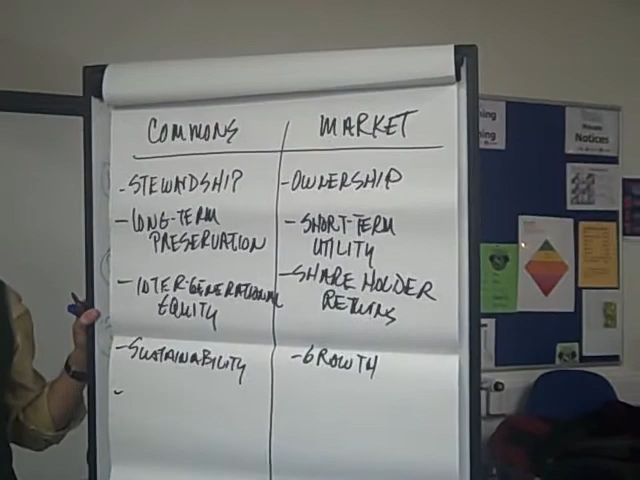 COMMONS
MARKET
- STEWARDSHIP
- OWNERSHIP
- LONG-TERM
PRESERVATION
- SHORT-TERM
UTILITY
- INTER-GENERATIONAL
EQUITY
- SHARE HOLDER
RETURNS
- SUSTAINABILITY
- GROWTH
-
Notices